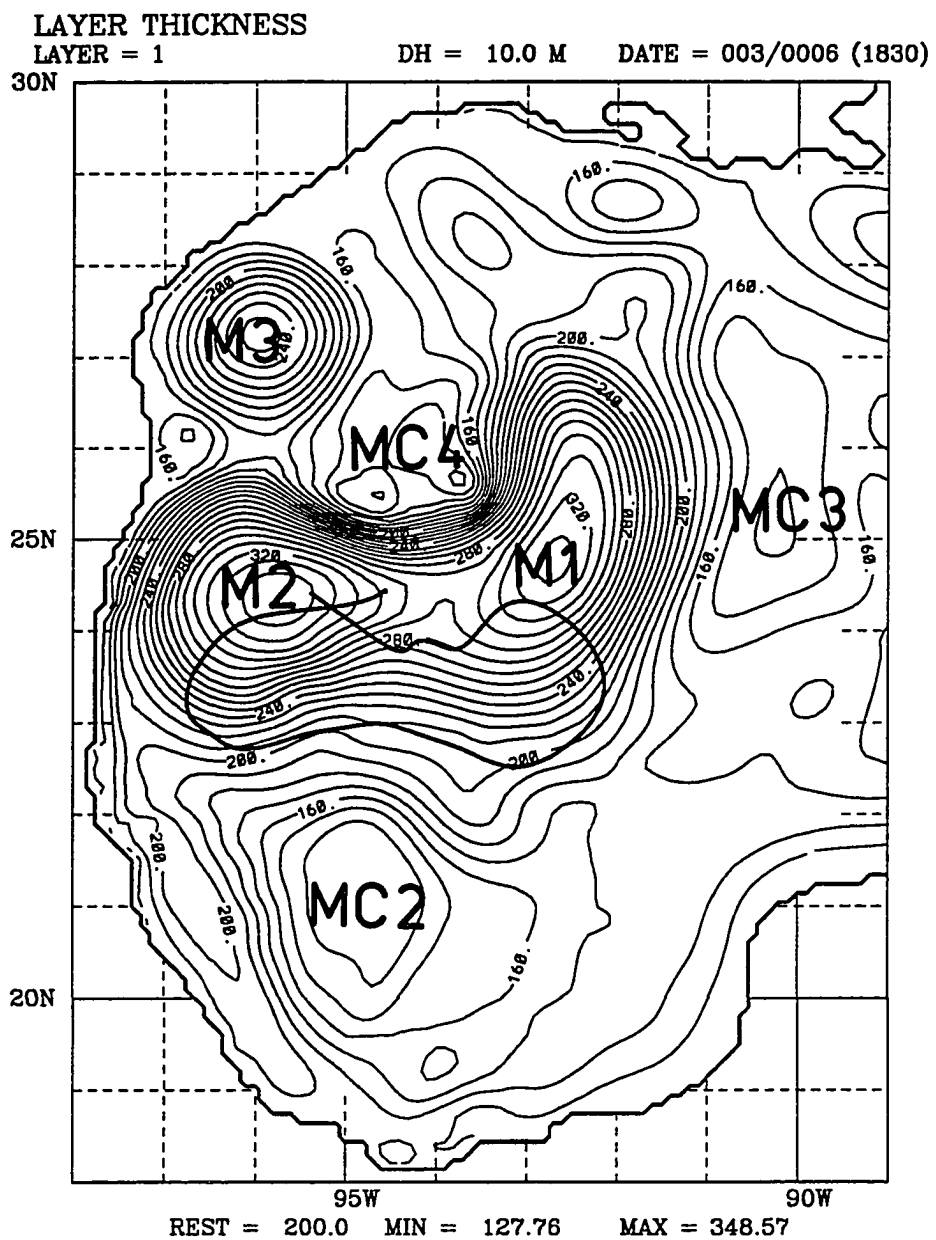 LAYER THICKNESS
LAYER = 1 DH = 10.0 M DATE = 003/0006 (1830)
30N
160.
160.
200
160.
M3
240.
200.
240.
160.
MC4
160.
320.
MC3
25N
280.
200.
280.
240.
320
M2
M1
280.
200.
160.
160.
280.
240.
240.
200.
200.
160.
200.
MC2
200.
160.
20N
95W 90W
REST = 200.0 MIN = 127.76 MAX = 348.57